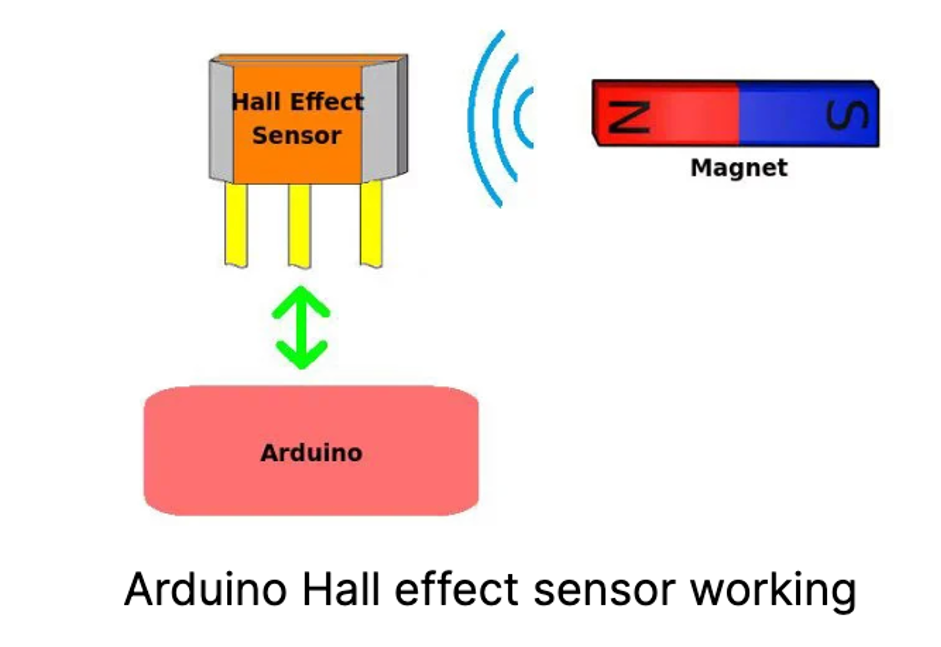 Hall Effect
Sensor
N
S
Magnet
Arduino
Arduino Hall effect sensor working